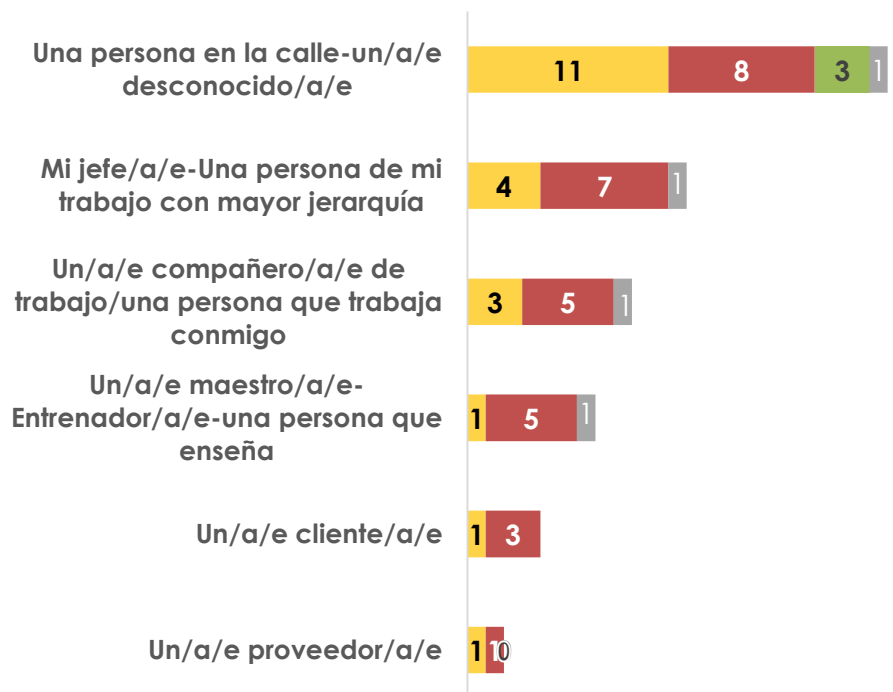 Una persona en la calle-un/a/e
desconocido/a/e
11 8 3 1
Mi jefe/a/e-Una persona de mi
trabajo con mayor jerarquía
4 7 1
Un/a/e compañero/a/e de
trabajo/una persona que trabaja
conmigo
3 5 1
Un/a/e maestro/a/e-
Entrenador/a/e-una persona que
enseña
1 5 1
Un/a/e cliente/a/e
1 3
Un/a/e proveedor/a/e
1 1 0